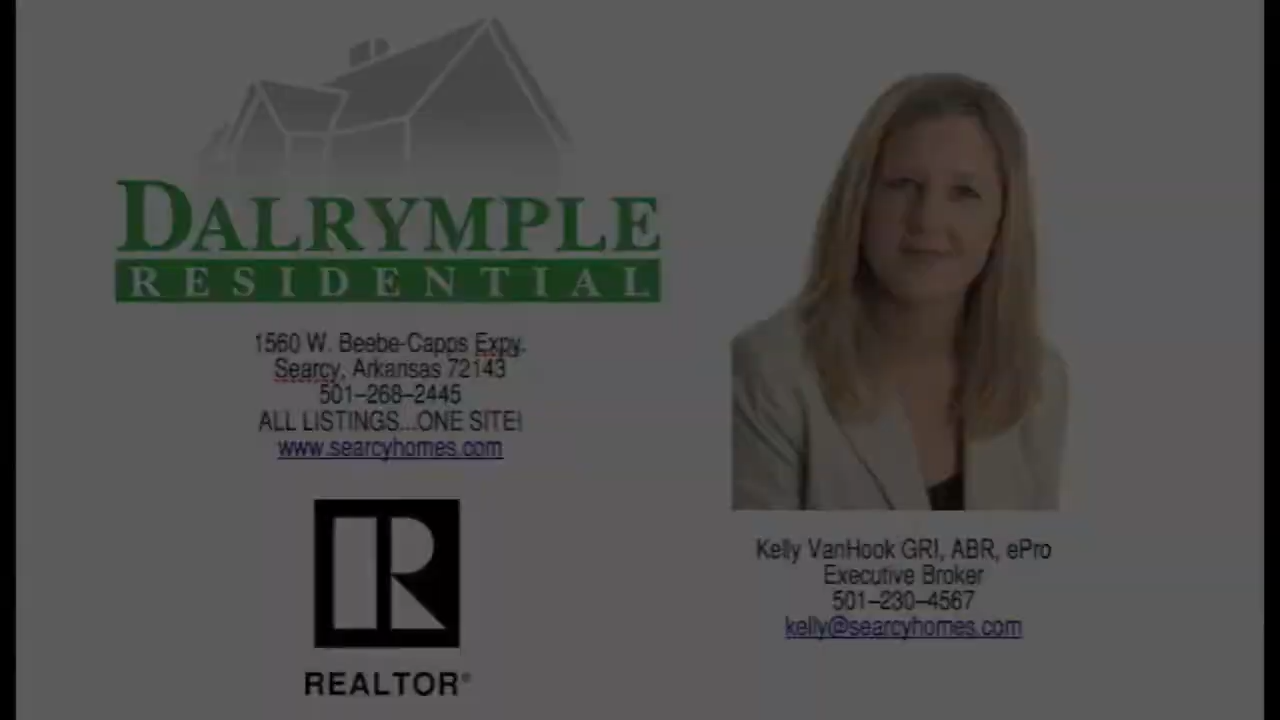 DALRYMPLE
RESIDENTIAL
1560 W. Beebe-Capps Expy.
Searcy, Arkansas 72143
501-268-2445
ALL LISTINGS...ONE SITE!
www.searcyhomes.com
REALTOR®
Kelly VanHook GRI, ABR, ePro
Executive Broker
501-230-4567
kelly@searcyhomes.com